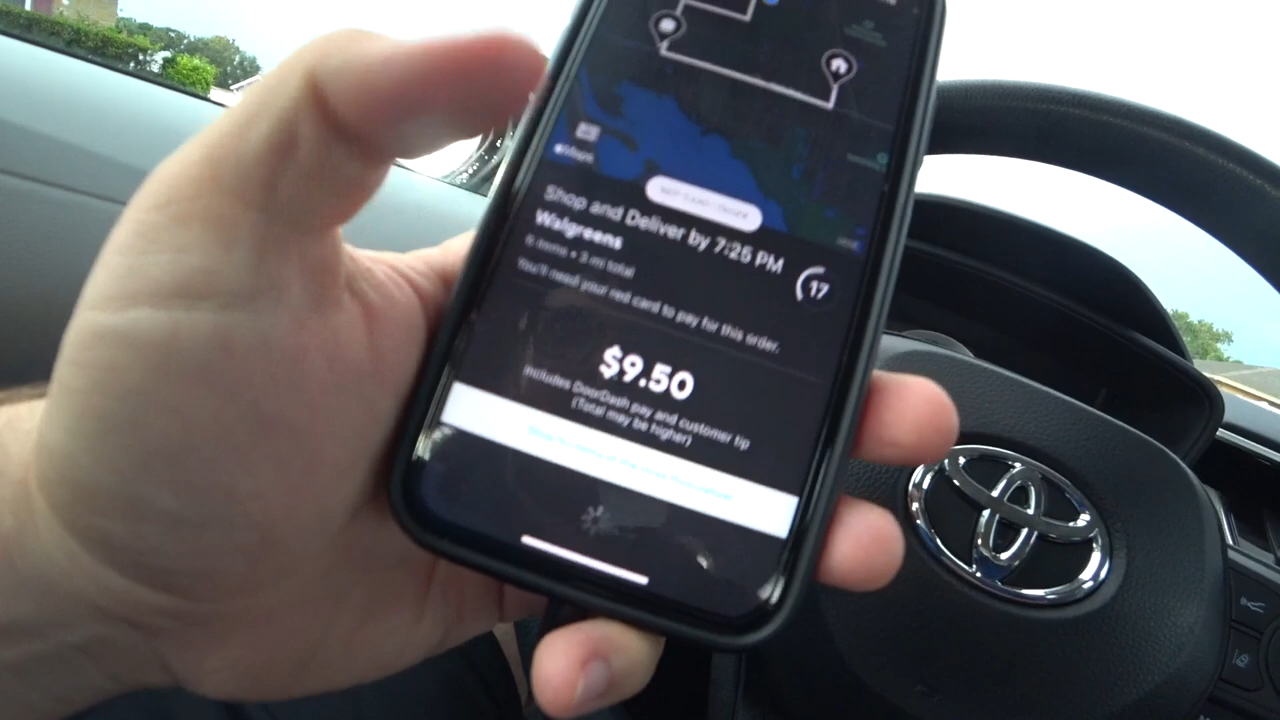 Shop and Deliver by 7:25 PM
Walgreens
6 items • 3 mi total
17
You'll need your red card to pay for this order.
$9.50
Includes DoorDash pay and customer tip
(Total may be higher)